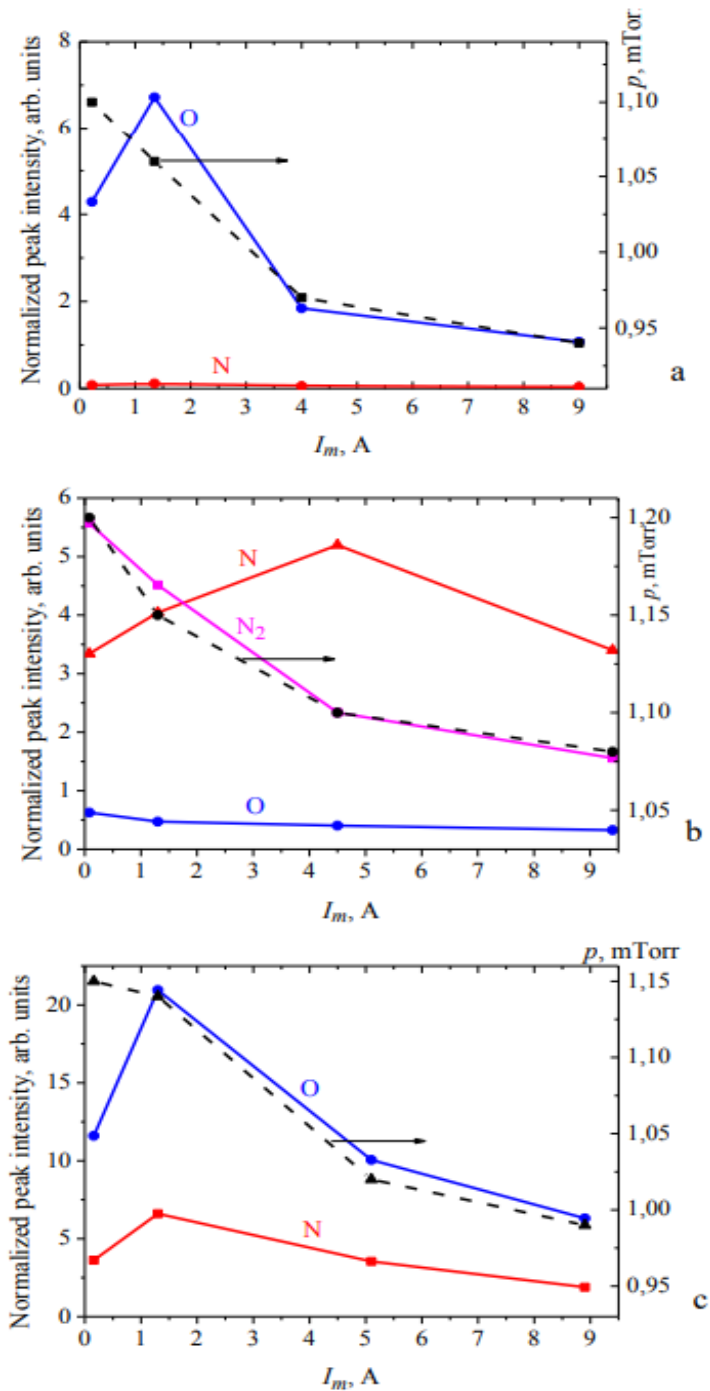 Normalized peak intensity, arb. units
8
6
4
2
0
O
N
0 1 2 3 4 5 6 7 8 9
I_m, A
p, mTorr
1,10
1,05
1,00
0,95
a
Normalized peak intensity, arb. units
6
5
4
3
2
1
0
N
N₂
O
0 1 2 3 4 5 6 7 8 9
I_m, A
p, mTorr
1,20
1,15
1,10
1,05
b
p, mTorr
Normalized peak intensity, arb. units
20
15
10
5
0
O
N
0 1 2 3 4 5 6 7 8 9
I_m, A
1,15
1,10
1,05
1,00
0,95
c